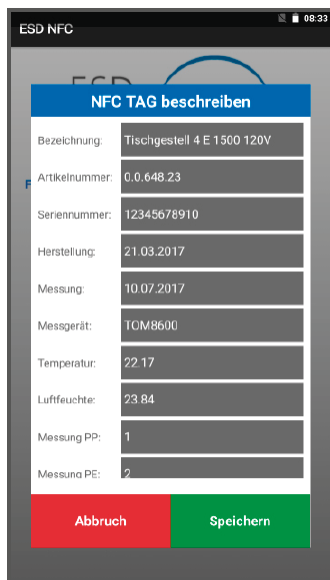 08:33
ESD NFC
ESD
NFC TAG beschreiben
Bezeichnung: Tischgestell 4 E 1500 120V
Artikelnummer: 0.0.648.23
F
Seriennummer: 12345678910
Herstellung: 21.03.2017
Messung: 10.07.2017
Messgerät: TOM8600
Temperatur: 22.17
Luftfeuchte: 23.84
Messung PP: 1
Messung PE: 2
Abbruch Speichern